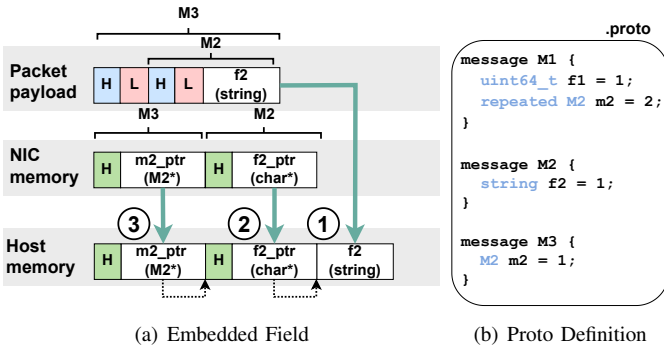 M3
M2
Packet payload
H L H L f2 (string)
M3 M2
NIC memory
H m2_ptr (M2*) H f2_ptr (char*)
3 2 1
Host memory
H m2_ptr (M2*) H f2_ptr (char*) f2 (string)
(a) Embedded Field
.proto
message M1 {
uint64_t f1 = 1;
repeated M2 m2 = 2;
}
message M2 {
string f2 = 1;
}
message M3 {
M2 m2 = 1;
}
(b) Proto Definition